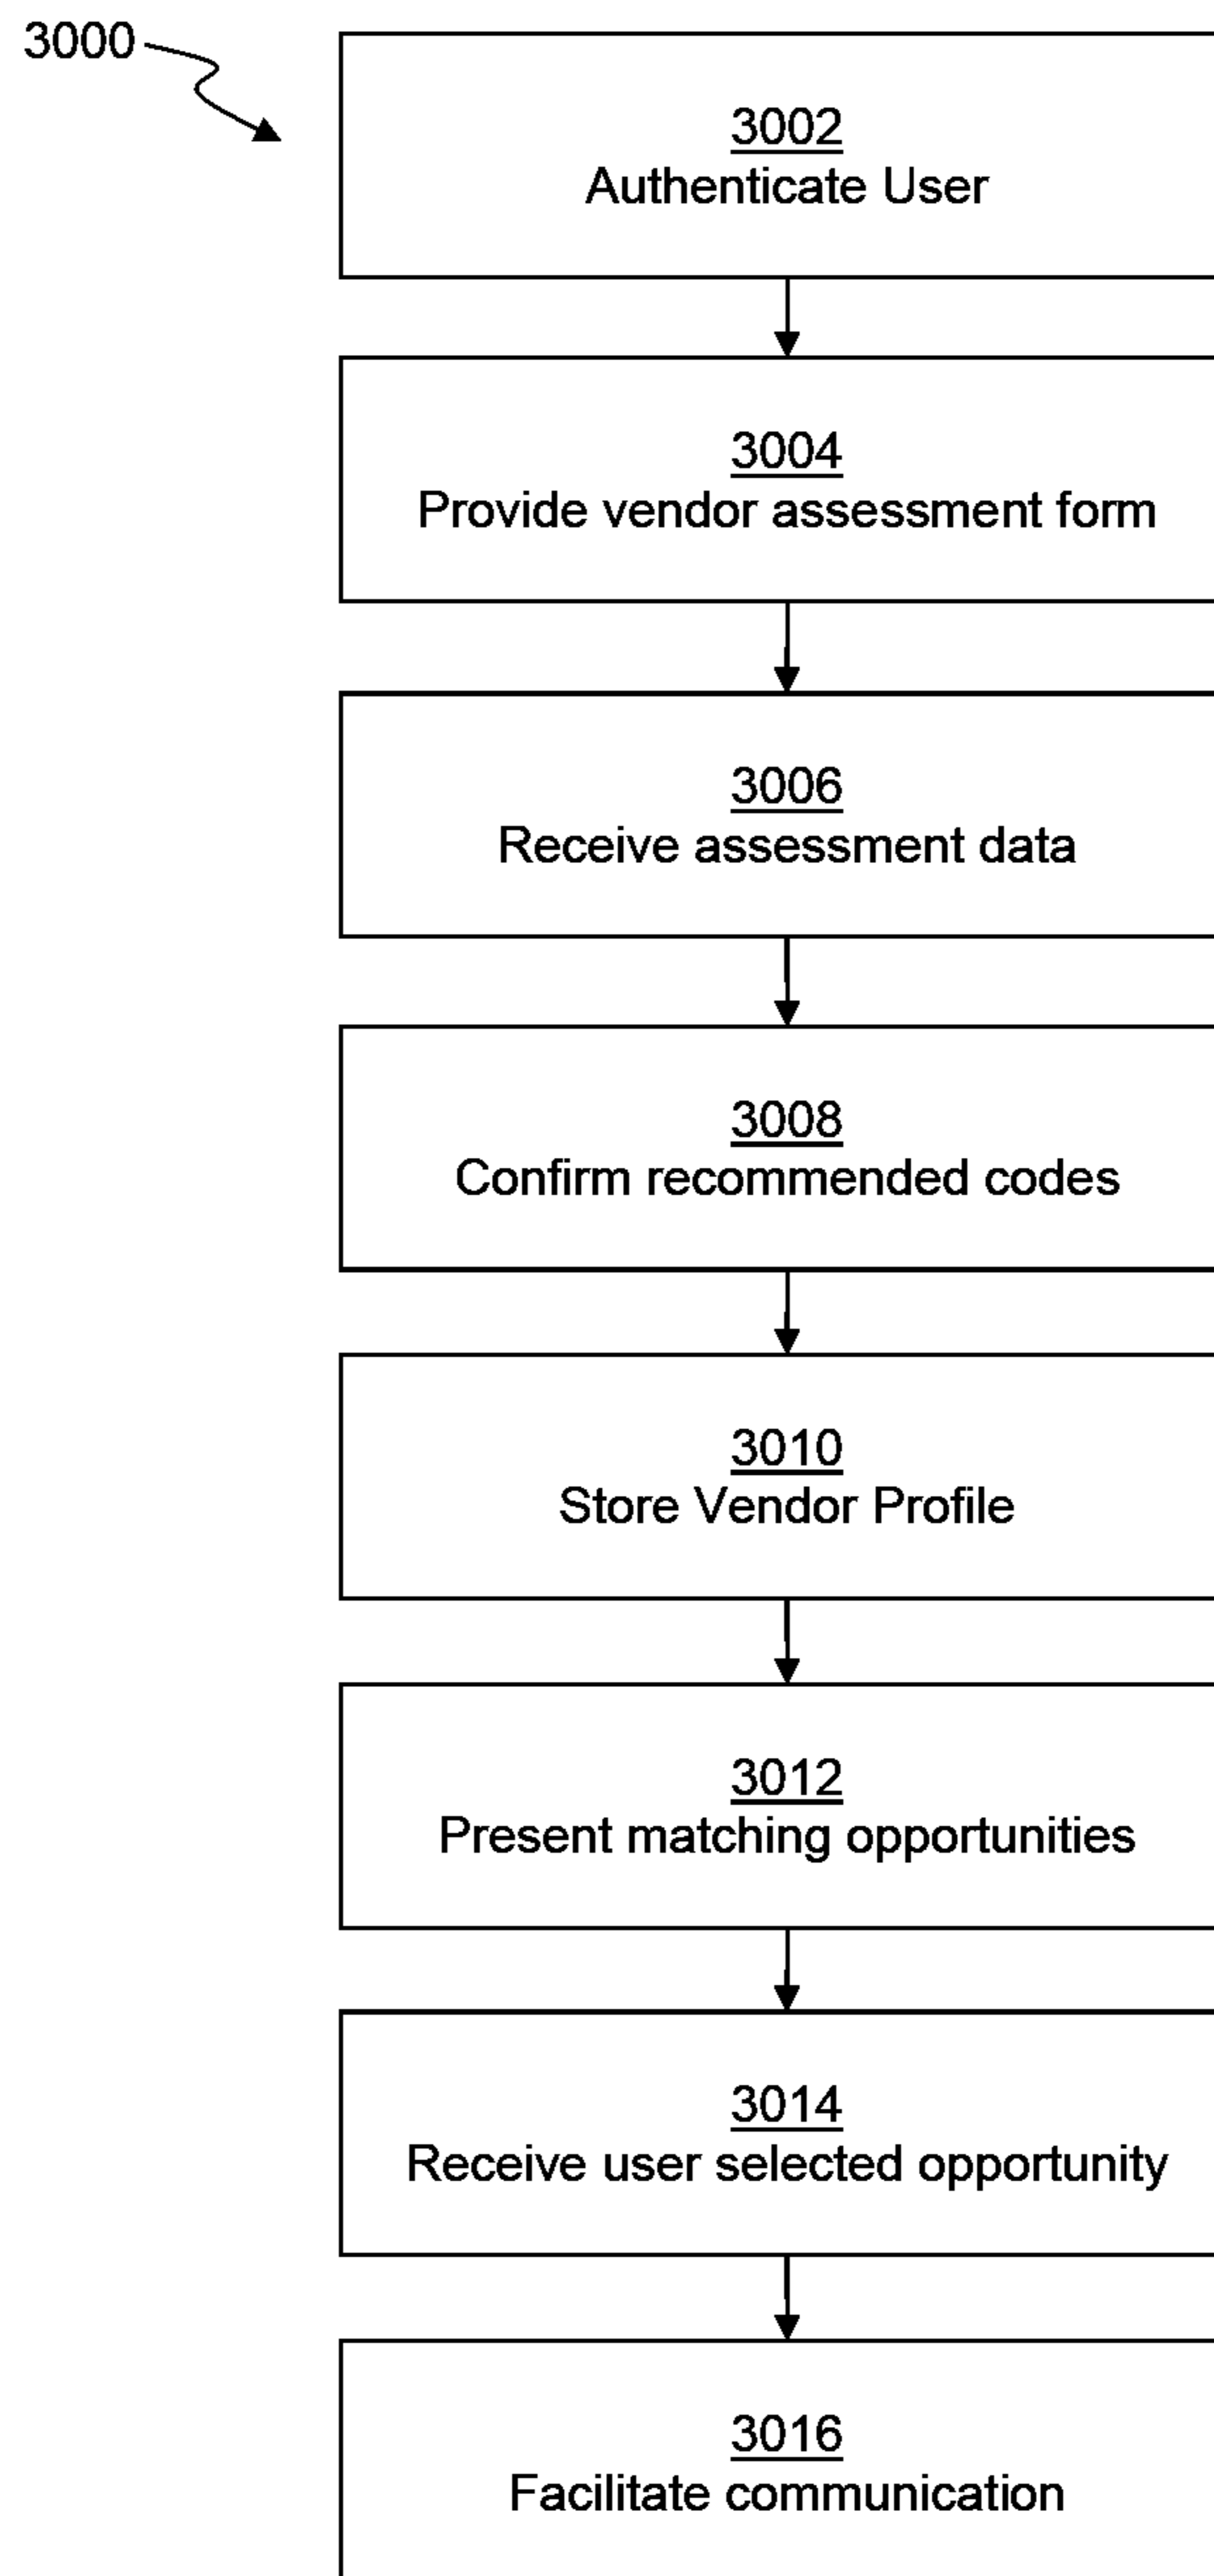 3000
3002
Authenticate User
3004
Provide vendor assessment form
3006
Receive assessment data
3008
Confirm recommended codes
3010
Store Vendor Profile
3012
Present matching opportunities
3014
Receive user selected opportunity
3016
Facilitate communication